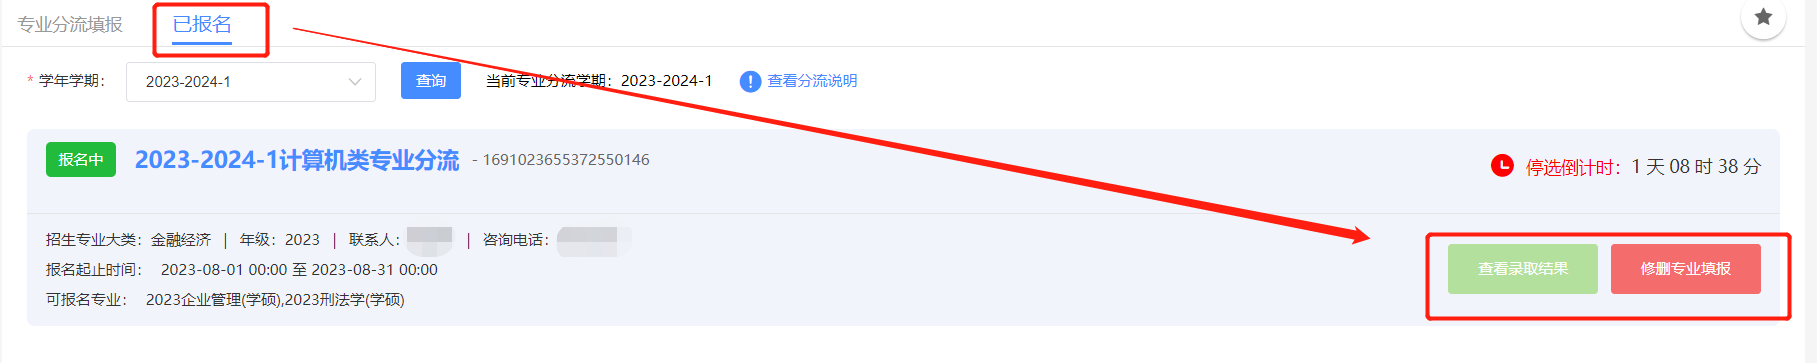 专业分流填报 已报名
* 学年学期： 2023-2024-1 查询 当前专业分流学期：2023-2024-1 查看分流说明
报名中 2023-2024-1计算机类专业分流 - 1691023655372550146 停选倒计时：1 天 08 时 38 分
招生专业大类：金融经济 | 年级：2023 | 联系人： | 咨询电话：
报名起止时间： 2023-08-01 00:00 至 2023-08-31 00:00
查看录取结果 修删专业填报
可报名专业： 2023企业管理(学硕),2023刑法学(学硕)